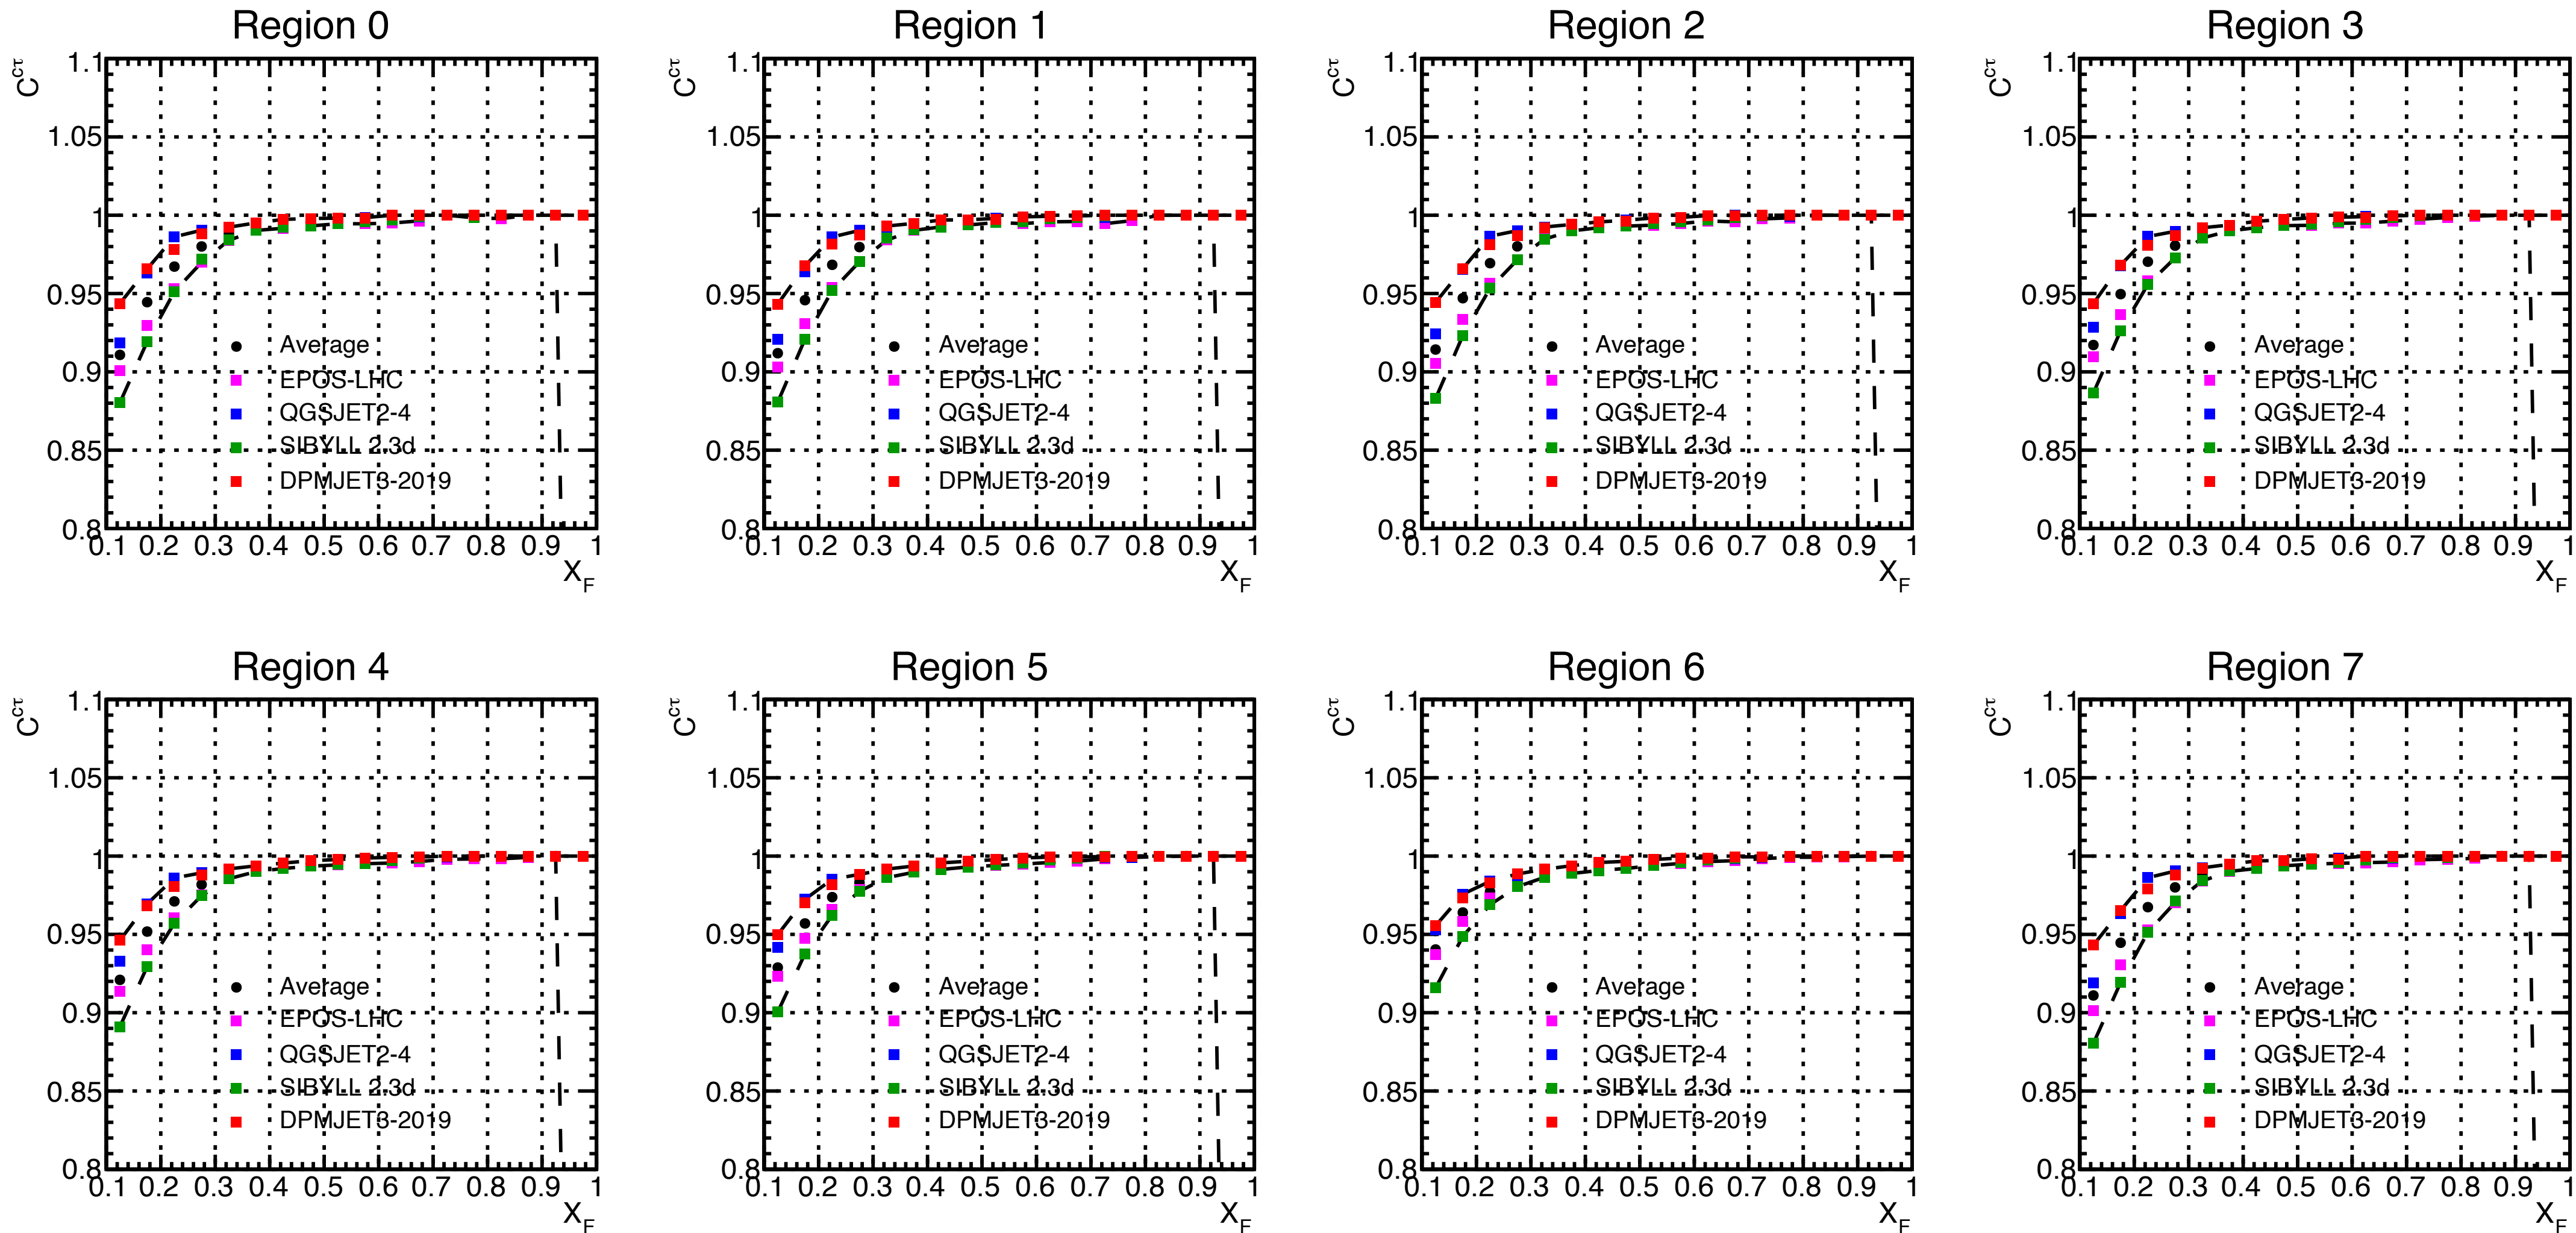 Region 0
C^cτ
1.1
1.05
1
0.95
0.9
0.85
0.8
Average
EPOS-LHC
QGSJET2-4
SIBYLL 2.3d
DPMJET3-2019
0.1 0.2 0.3 0.4 0.5 0.6 0.7 0.8 0.9 1
X_F
Region 1
C^cτ
1.1
1.05
1
0.95
0.9
0.85
0.8
Average
EPOS-LHC
QGSJET2-4
SIBYLL 2.3d
DPMJET3-2019
0.1 0.2 0.3 0.4 0.5 0.6 0.7 0.8 0.9 1
X_F
Region 2
C^cτ
1.1
1.05
1
0.95
0.9
0.85
0.8
Average
EPOS-LHC
QGSJET2-4
SIBYLL 2.3d
DPMJET3-2019
0.1 0.2 0.3 0.4 0.5 0.6 0.7 0.8 0.9 1
X_F
Region 3
C^cτ
1.1
1.05
1
0.95
0.9
0.85
0.8
Average
EPOS-LHC
QGSJET2-4
SIBYLL 2.3d
DPMJET3-2019
0.1 0.2 0.3 0.4 0.5 0.6 0.7 0.8 0.9 1
X_F
Region 4
C^cτ
1.1
1.05
1
0.95
0.9
0.85
0.8
Average
EPOS-LHC
QGSJET2-4
SIBYLL 2.3d
DPMJET3-2019
0.1 0.2 0.3 0.4 0.5 0.6 0.7 0.8 0.9 1
X_F
Region 5
C^cτ
1.1
1.05
1
0.95
0.9
0.85
0.8
Average
EPOS-LHC
QGSJET2-4
SIBYLL 2.3d
DPMJET3-2019
0.1 0.2 0.3 0.4 0.5 0.6 0.7 0.8 0.9 1
X_F
Region 6
C^cτ
1.1
1.05
1
0.95
0.9
0.85
0.8
Average
EPOS-LHC
QGSJET2-4
SIBYLL 2.3d
DPMJET3-2019
0.1 0.2 0.3 0.4 0.5 0.6 0.7 0.8 0.9 1
X_F
Region 7
C^cτ
1.1
1.05
1
0.95
0.9
0.85
0.8
Average
EPOS-LHC
QGSJET2-4
SIBYLL 2.3d
DPMJET3-2019
0.1 0.2 0.3 0.4 0.5 0.6 0.7 0.8 0.9 1
X_F